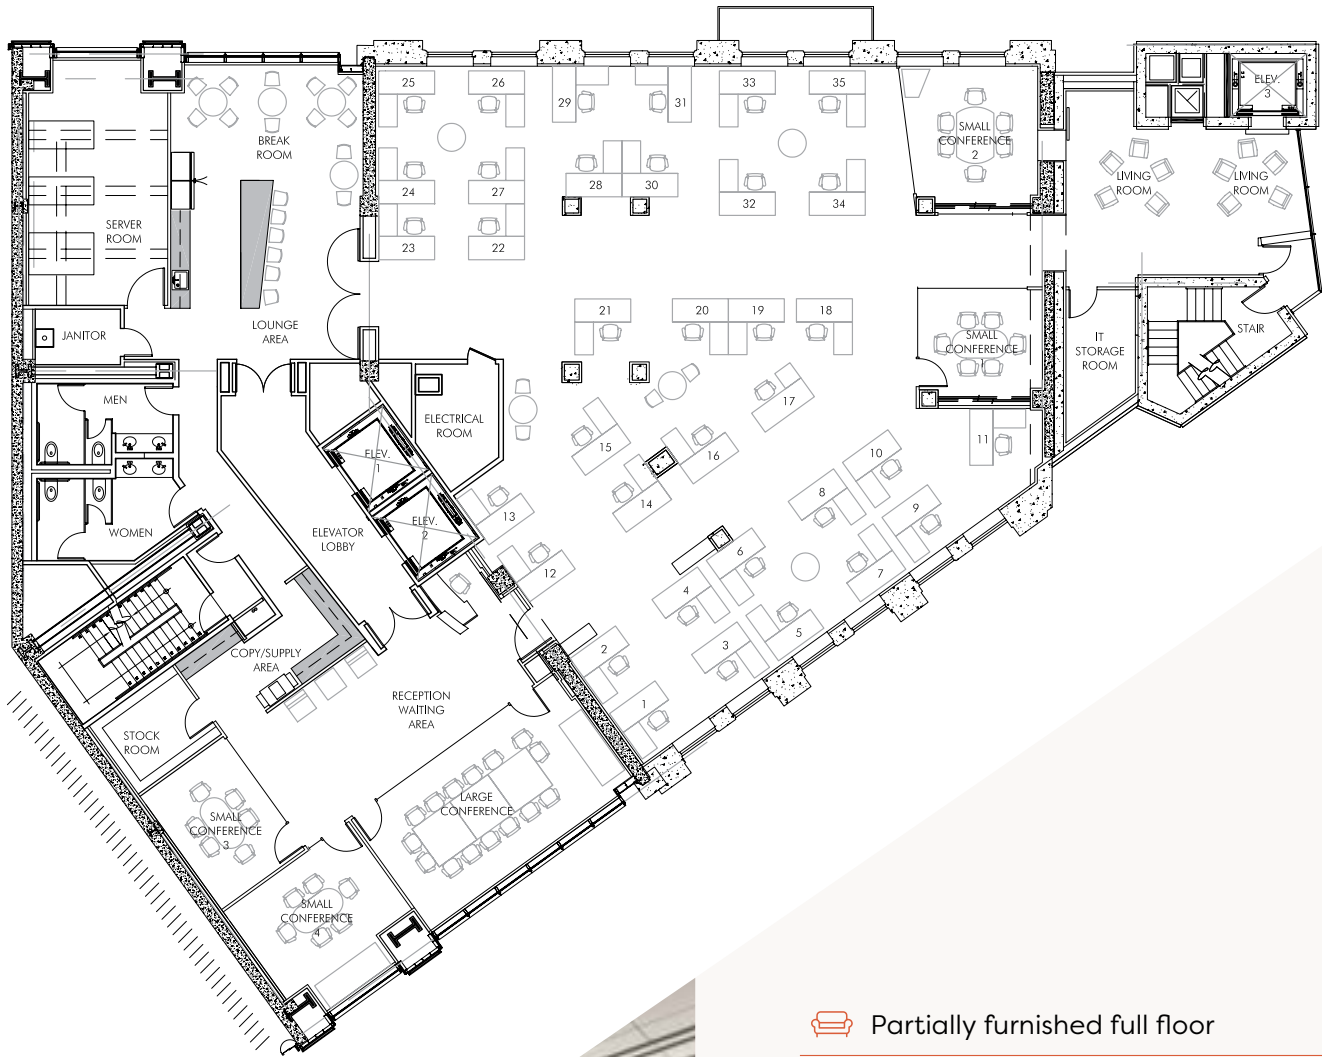 25
26
29
31
33
35
ELEV.
3
BREAK
ROOM
SMALL
CONFERENCE
2
LIVING
ROOM
LIVING
ROOM
24
27
28
30
32
34
SERVER
ROOM
23
22
LOUNGE
AREA
JANITOR
21
20
19
18
SMALL
CONFERENCE
IT
STORAGE
ROOM
STAIR
MEN
ELECTRICAL
ROOM
17
ELEV.
1
15
16
11
10
14
8
9
13
ELEV.
2
WOMEN
ELEVATOR
LOBBY
12
6
7
4
5
3
2
1
COPY/SUPPLY
AREA
RECEPTION
WAITING
AREA
STOCK
ROOM
LARGE
CONFERENCE
SMALL
CONFERENCE
3
SMALL
CONFERENCE
4
Partially furnished full floor